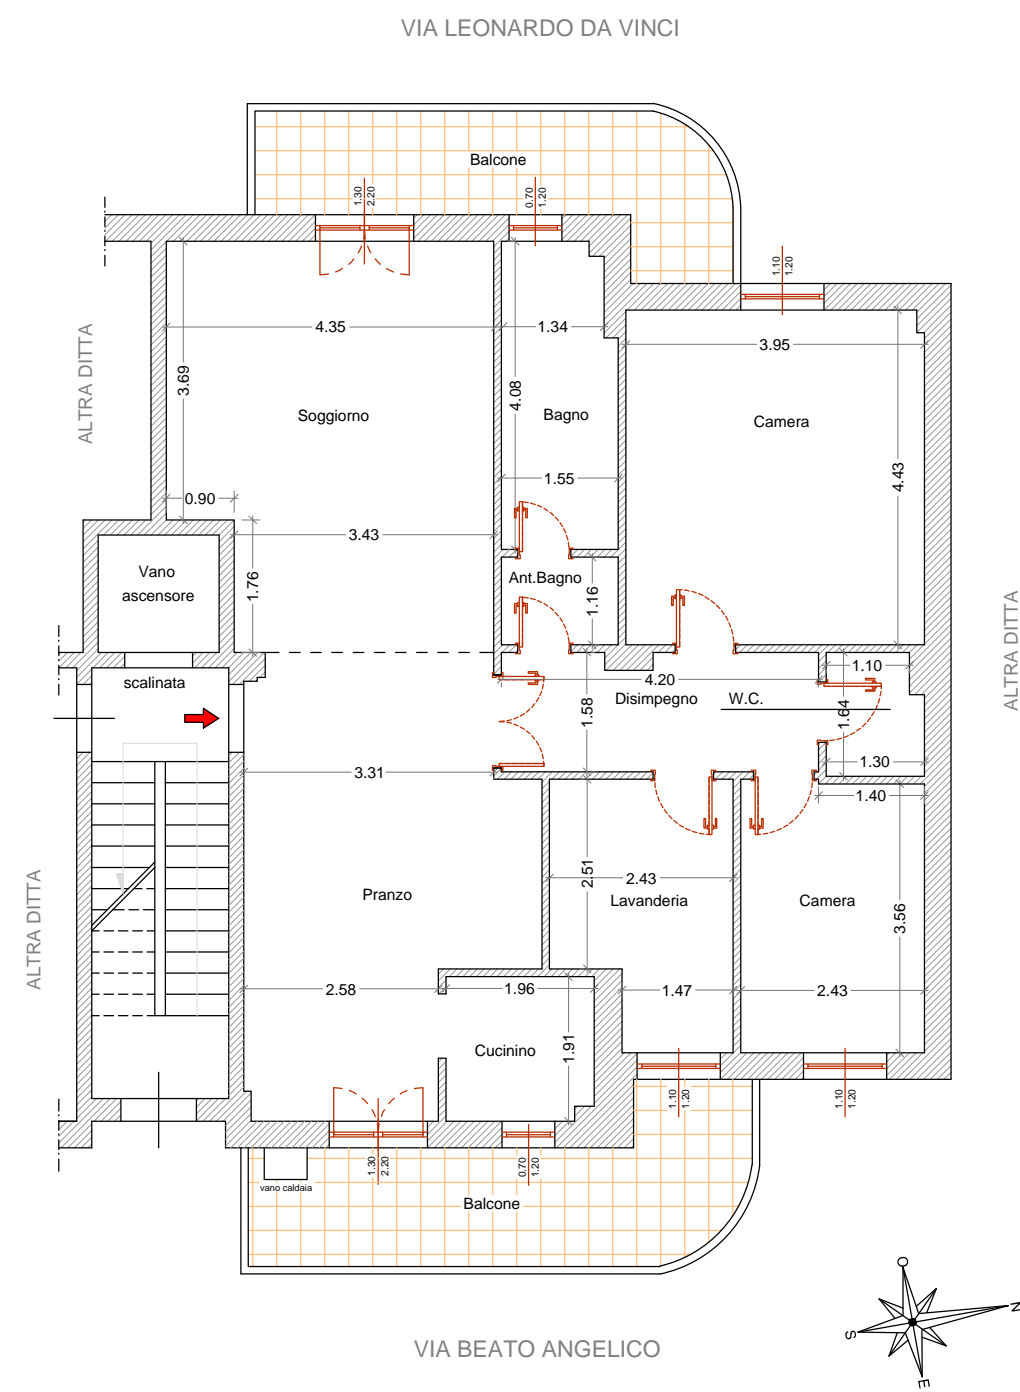 VIA LEONARDO DA VINCI
Balcone
1.30
2.20
0.70
1.20
1.10
1.20
ALTRA DITTA
4.35
1.34
3.95
3.69
4.08
Soggiorno
Bagno
Camera
4.43
0.90
1.55
3.43
Vano
ascensore
1.76
Ant.Bagno
1.16
ALTRA DITTA
scalinata
4.20
1.10
Disimpegno
W.C.
1.58
1.64
3.31
1.30
1.40
ALTRA DITTA
Pranzo
2.51
2.43
Lavanderia
Camera
3.56
2.58
1.96
1.47
2.43
Cucinino
1.91
1.10
1.20
1.10
1.20
1.30
2.20
0.70
1.20
vano caldaia
Balcone
O
N
S
E
VIA BEATO ANGELICO